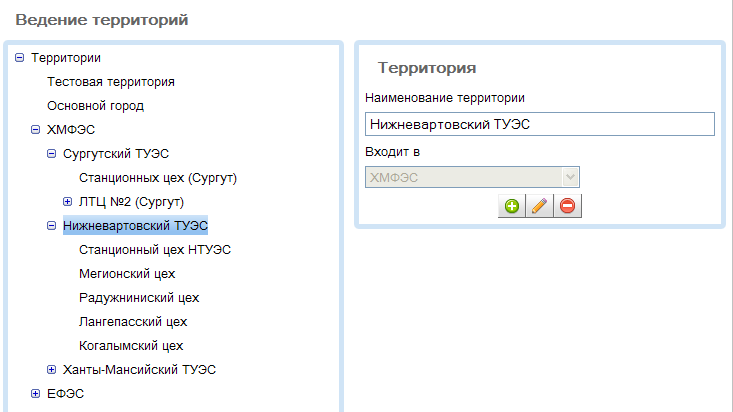 Ведение территорий
Территории
Тестовая территория
Основной город
ХМФЭС
Сургутский ТУЭС
Станционных цех (Сургут)
ЛТЦ №2 (Сургут)
Нижневартовский ТУЭС
Станционный цех НТУЭС
Мегионский цех
Радужниниский цех
Лангепасский цех
Когалымский цех
Ханты-Мансийский ТУЭС
ЕФЭС
Территория
Наименование территории
Нижневартовский ТУЭС
Входит в
ХМФЭС